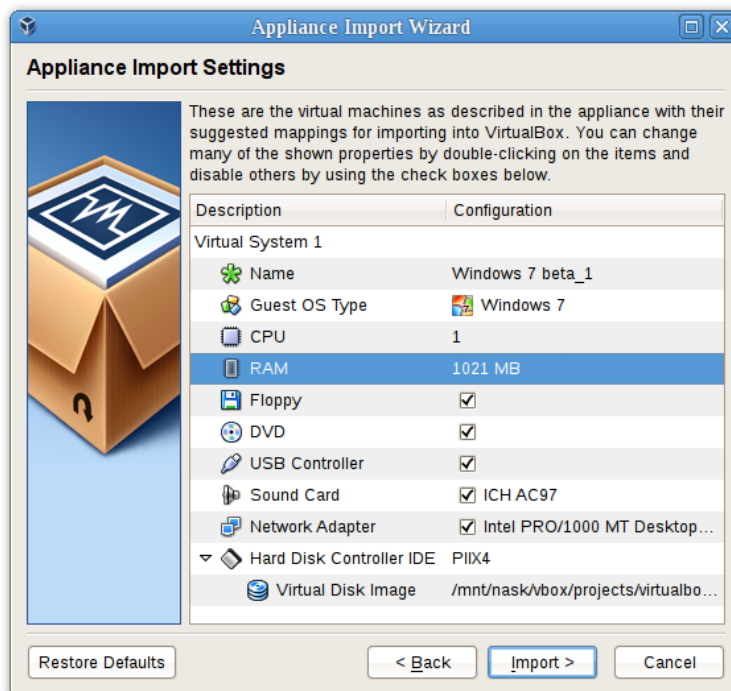 Appliance Import Wizard
Appliance Import Settings
These are the virtual machines as described in the appliance with their
suggested mappings for importing into VirtualBox. You can change
many of the shown properties by double-clicking on the items and
disable others by using the check boxes below.
Description Configuration
Virtual System 1
Name Windows 7 beta_1
Guest OS Type Windows 7
CPU 1
RAM 1021 MB
Floppy
DVD
USB Controller
Sound Card ICH AC97
Network Adapter Intel PRO/1000 MT Desktop...
Hard Disk Controller IDE PIIX4
Virtual Disk Image /mnt/nask/vbox/projects/virtualbo...
Restore Defaults < Back Import > Cancel